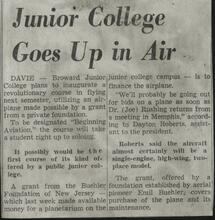 Junior College
Goes Up in Air
DAVIE — Broward Junior
College plans to inaugurate a
revolutionary course in flying
next semester, utilizing an air-
plane made possible by a grant
from a private foundation.
To be designated "Beginning
Aviation," the course will take
a student right up to soloing.
It possibly would be the
first course of its kind of-
fered by a public junior col-
lege.
A grant from the Buehler
Foundation of New Jersey —
which last week made available
money for a planetarium on the
junior college campus — is to
finance the airplane.
"We'll probably be going out
for bids on a plane as soon as
Dr. (Joe) Rushing returns from
a meeting in Memphis," accord-
ing to Dayton Roberts, assist-
ant to the president.
Roberts said the aircraft
almost certainly will be a
single-engine, high-wing, two-
place model.
The grant, offered by a
foundation established by aerial
pioneer Emil Buehler, covers
purchase of the plane and its
maintenance.